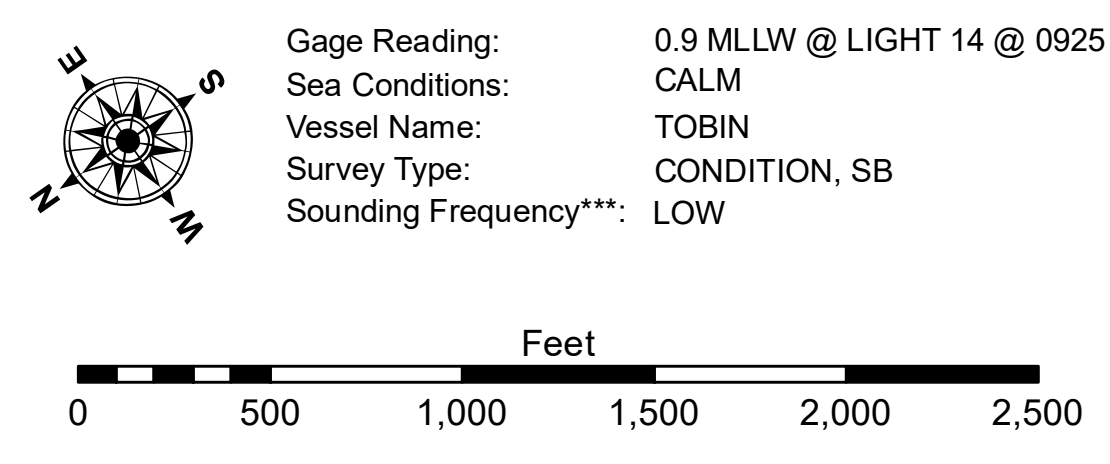 E
S
N
W
Gage Reading: 0.9 MLLW @ LIGHT 14 @ 0925
Sea Conditions: CALM
Vessel Name: TOBIN
Survey Type: CONDITION, SB
Sounding Frequency***: LOW
Feet
0 500 1,000 1,500 2,000 2,500